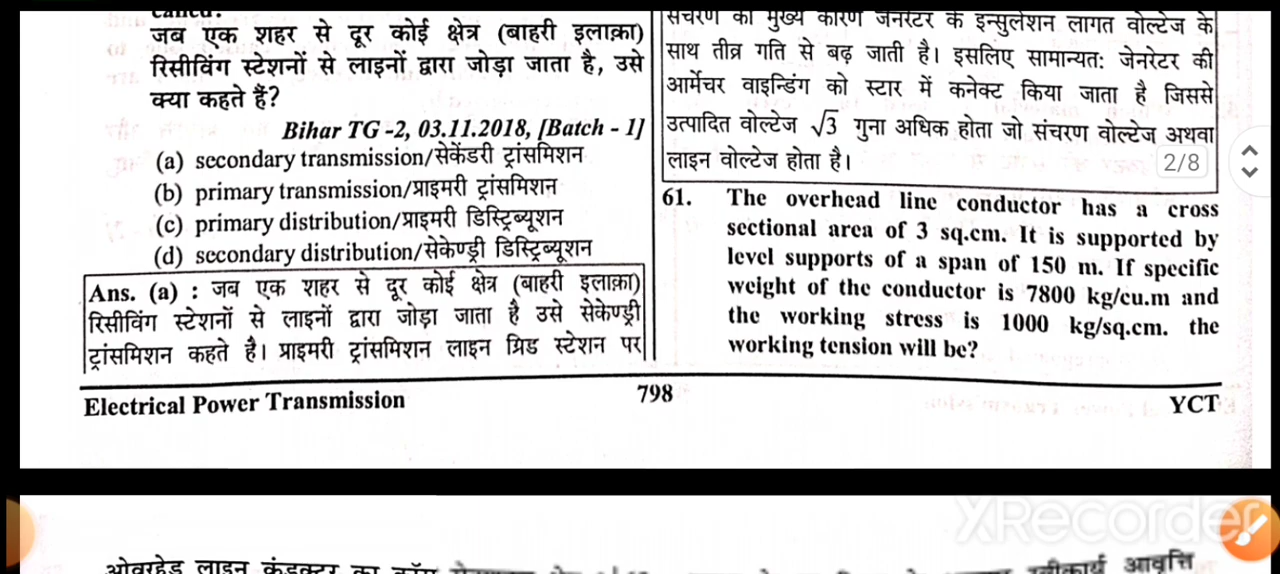 जब एक शहर से दूर कोई क्षेत्र (बाहरी इलाक़ा)
रिसीविंग स्टेशनों से लाइनों द्वारा जोड़ा जाता है, उसे
क्या कहते हैं?
Bihar TG -2, 03.11.2018, [Batch - 1]
(a) secondary transmission/सेकेंडरी ट्रांसमिशन
(b) primary transmission/प्राइमरी ट्रांसमिशन
(c) primary distribution/प्राइमरी डिस्ट्रिब्यूशन
(d) secondary distribution/सेकेण्ड्री डिस्ट्रिब्यूशन
Ans. (a) : जब एक शहर से दूर कोई क्षेत्र (बाहरी इलाक़ा)
रिसीविंग स्टेशनों से लाइनों द्वारा जोड़ा जाता है उसे सेकेण्ड्री
ट्रांसमिशन कहते है। प्राइमरी ट्रांसमिशन लाइन ग्रिड स्टेशन पर
संचरण का मुख्य कारण जनरेटर के इन्सुलेशन लागत वोल्टेज के
साथ तीव्र गति से बढ़ जाती है। इसलिए सामान्यत: जेनरेटर की
आर्मेचर वाइन्डिंग को स्टार में कनेक्ट किया जाता है जिससे
उत्पादित वोल्टेज √3 गुना अधिक होता जो संचरण वोल्टेज अथवा
लाइन वोल्टेज होता है।
2/8
61. The overhead line conductor has a cross
sectional area of 3 sq.cm. It is supported by
level supports of a span of 150 m. If specific
weight of the conductor is 7800 kg/cu.m and
the working stress is 1000 kg/sq.cm. the
working tension will be?
Electrical Power Transmission
798
YCT
XRecorder
ओवरहेड लाइन कंडक्टर का क्रॉस
स्वीकार्य आवृत्ति